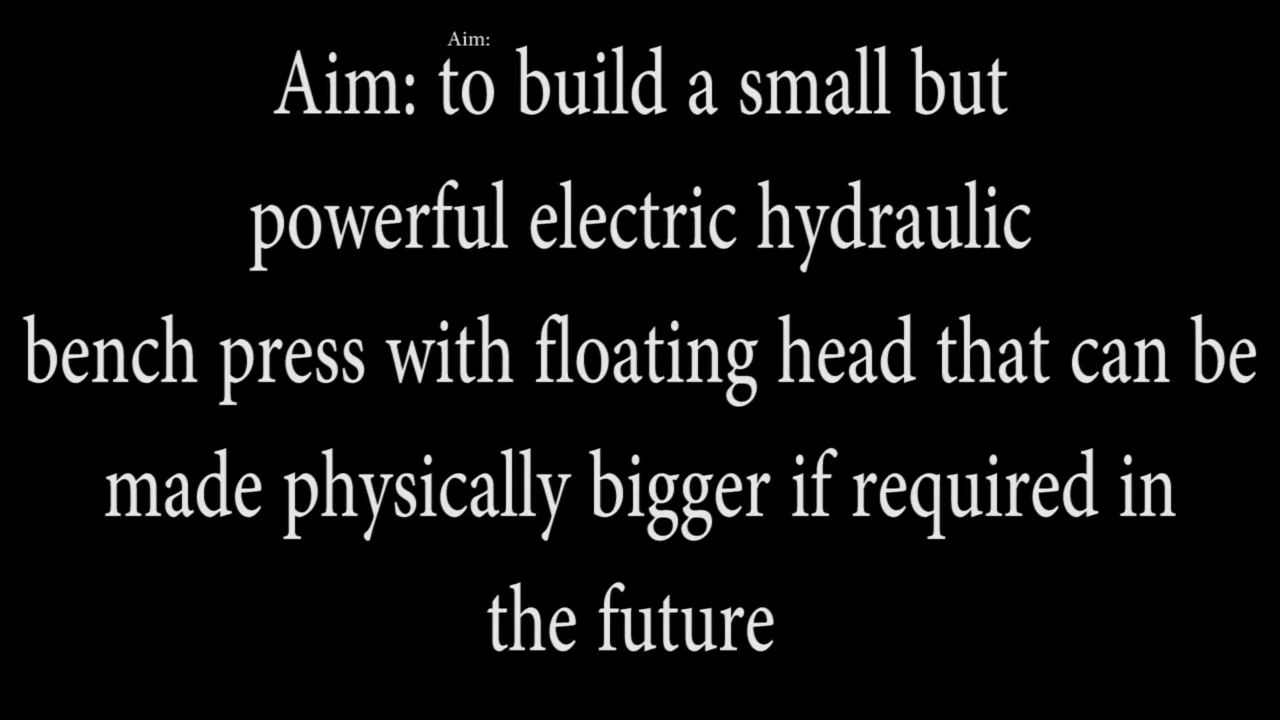 Aim:
Aim: to build a small but
powerful electric hydraulic
bench press with floating head that can be
made physically bigger if required in
the future